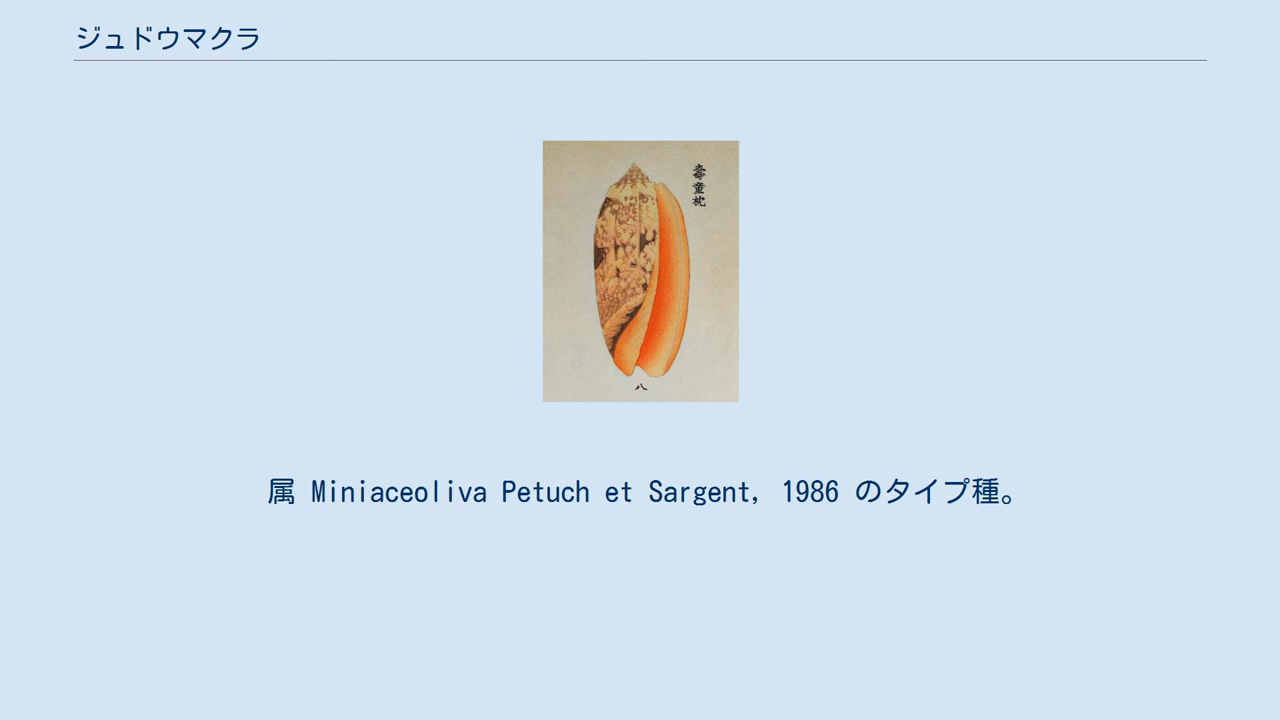 ジュドウマクラ
壽童枕
八
属 Miniaceoliva Petuch et Sargent, 1986 のタイプ種。